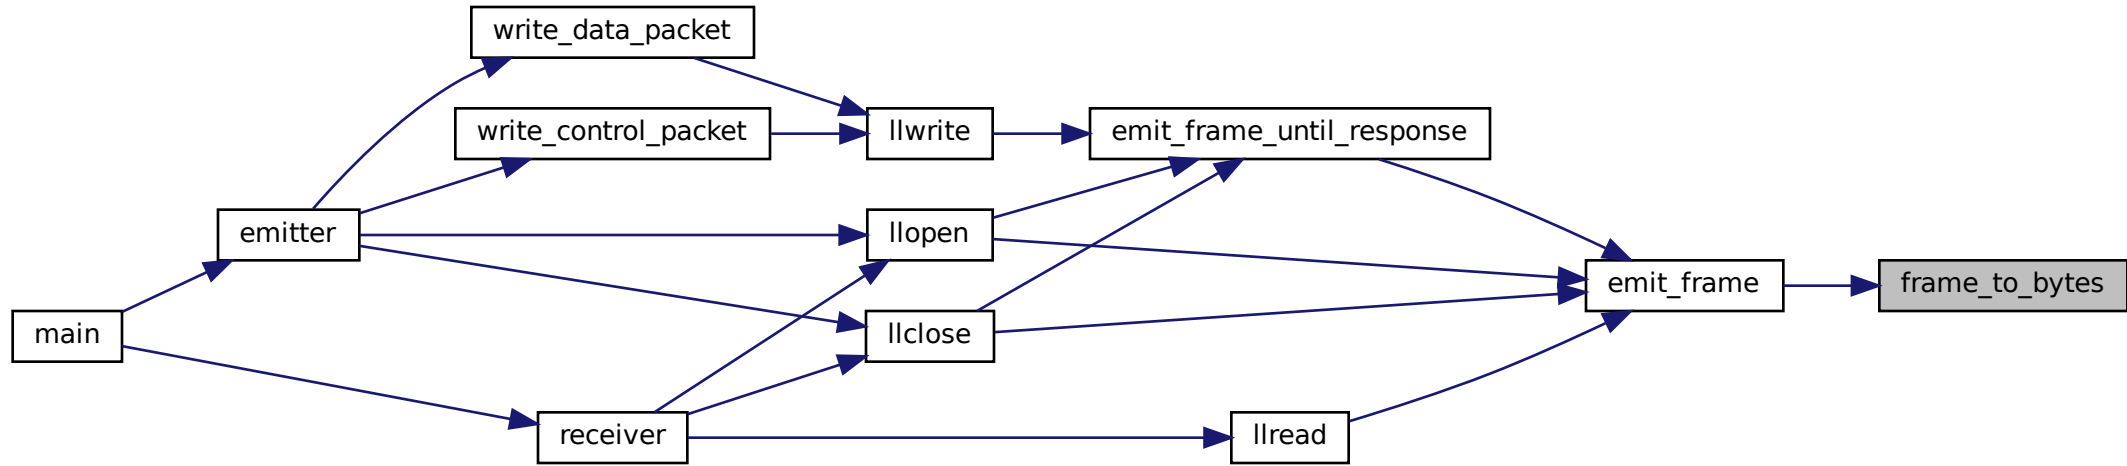 write_data_packet
write_control_packet
llwrite
emit_frame_until_response
emitter
llopen
emit_frame
frame_to_bytes
main
llclose
receiver
llread